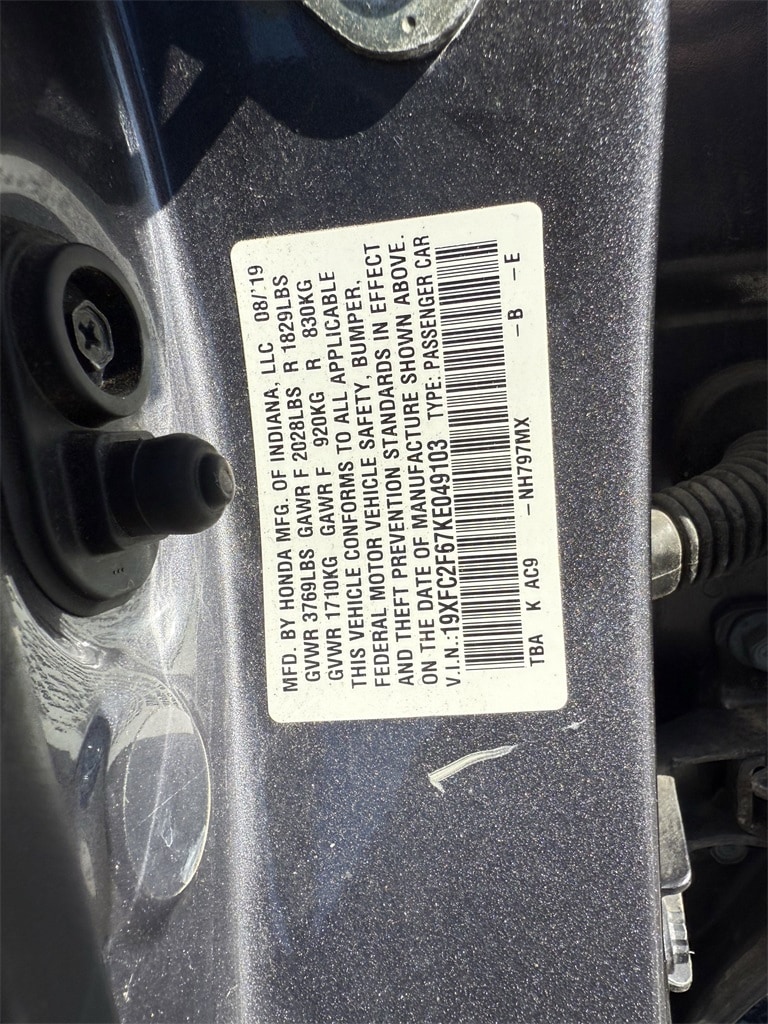 MFD. BY HONDA MFG. OF INDIANA, LLC 08/'19
GVWR 3769LBS GAWR F 2028LBS R 1829LBS
GVWR 1710KG GAWR F 920KG R 830KG
THIS VEHICLE CONFORMS TO ALL APPLICABLE
FEDERAL MOTOR VEHICLE SAFETY, BUMPER,
AND THEFT PREVENTION STANDARDS IN EFFECT
ON THE DATE OF MANUFACTURE SHOWN ABOVE.
V.I.N.:19XFC2F67KE049103 TYPE: PASSENGER CAR
TBA K AC9 -NH797MX -B -E